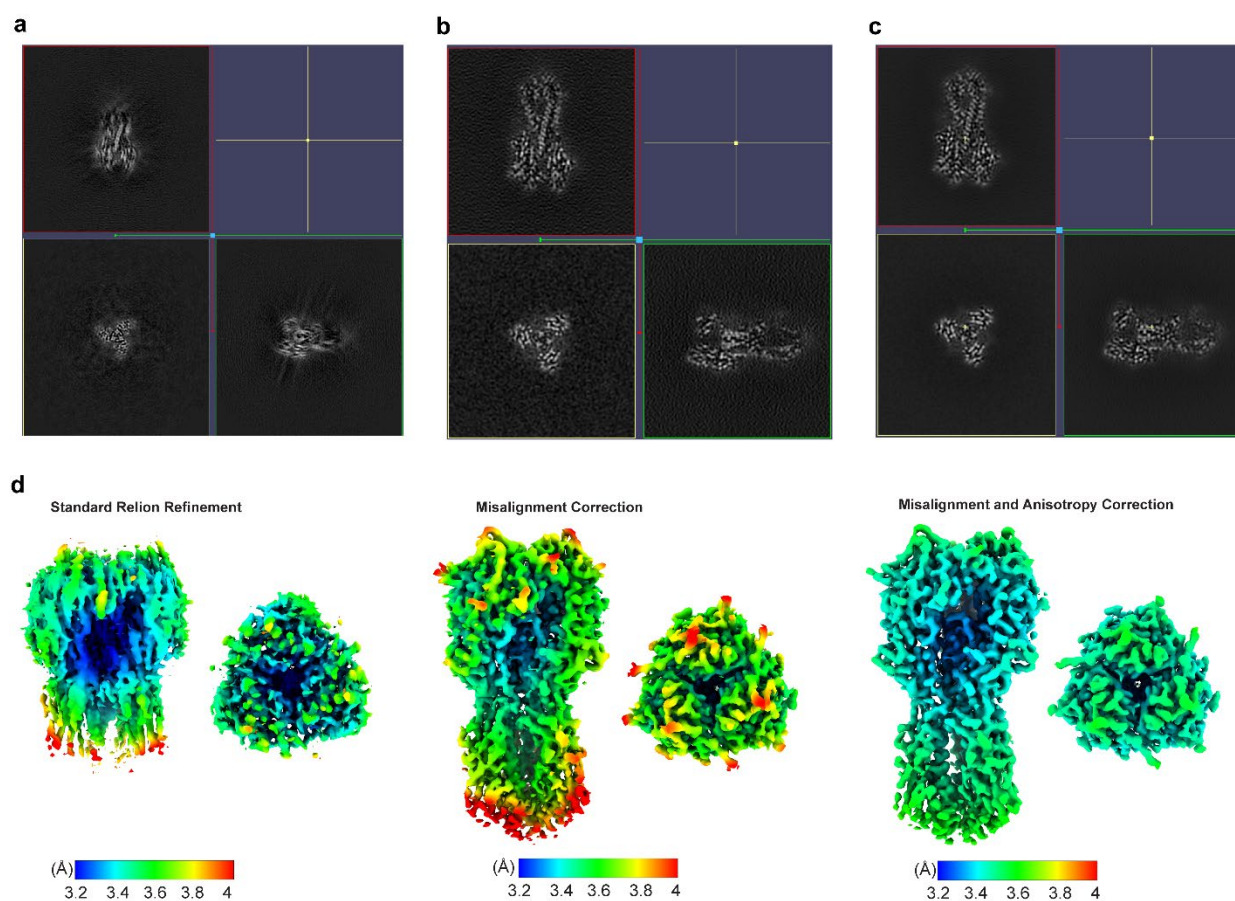 a
b
c
d
Standard Relion Refinement
Misalignment Correction
Misalignment and Anisotropy Correction
(Å)
3.2 3.4 3.6 3.8 4
(Å)
3.2 3.4 3.6 3.8 4
(Å)
3.2 3.4 3.6 3.8 4